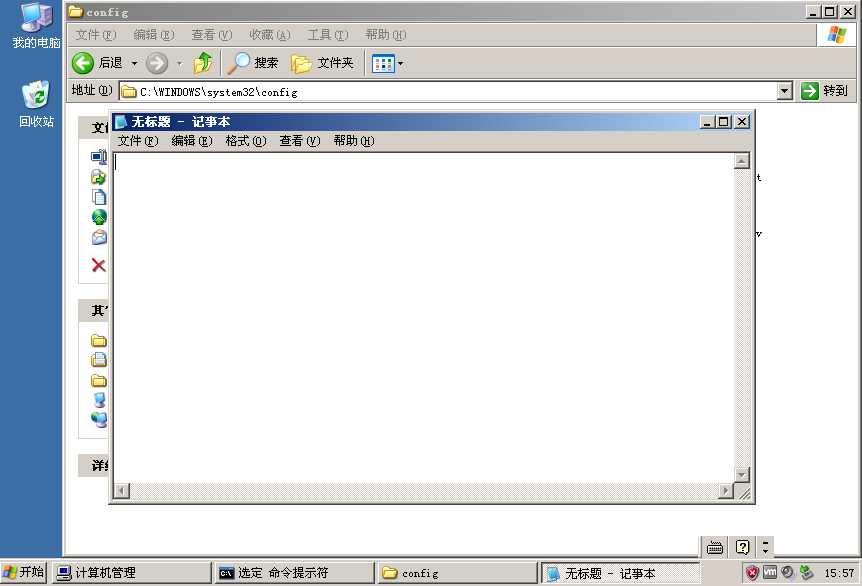 我的电脑
回收站
config
文件(F) 编辑(E) 查看(V) 收藏(A) 工具(T) 帮助(H)
后退 搜索 文件夹
地址(D) C:\WINDOWS\system32\config 转到
文
无标题 - 记事本
文件(F) 编辑(E) 格式(O) 查看(V) 帮助(H)
t
v
其
详
开始 计算机管理 C:\ 选定 命令提示符 config 无标题 - 记事本 vm 15:57